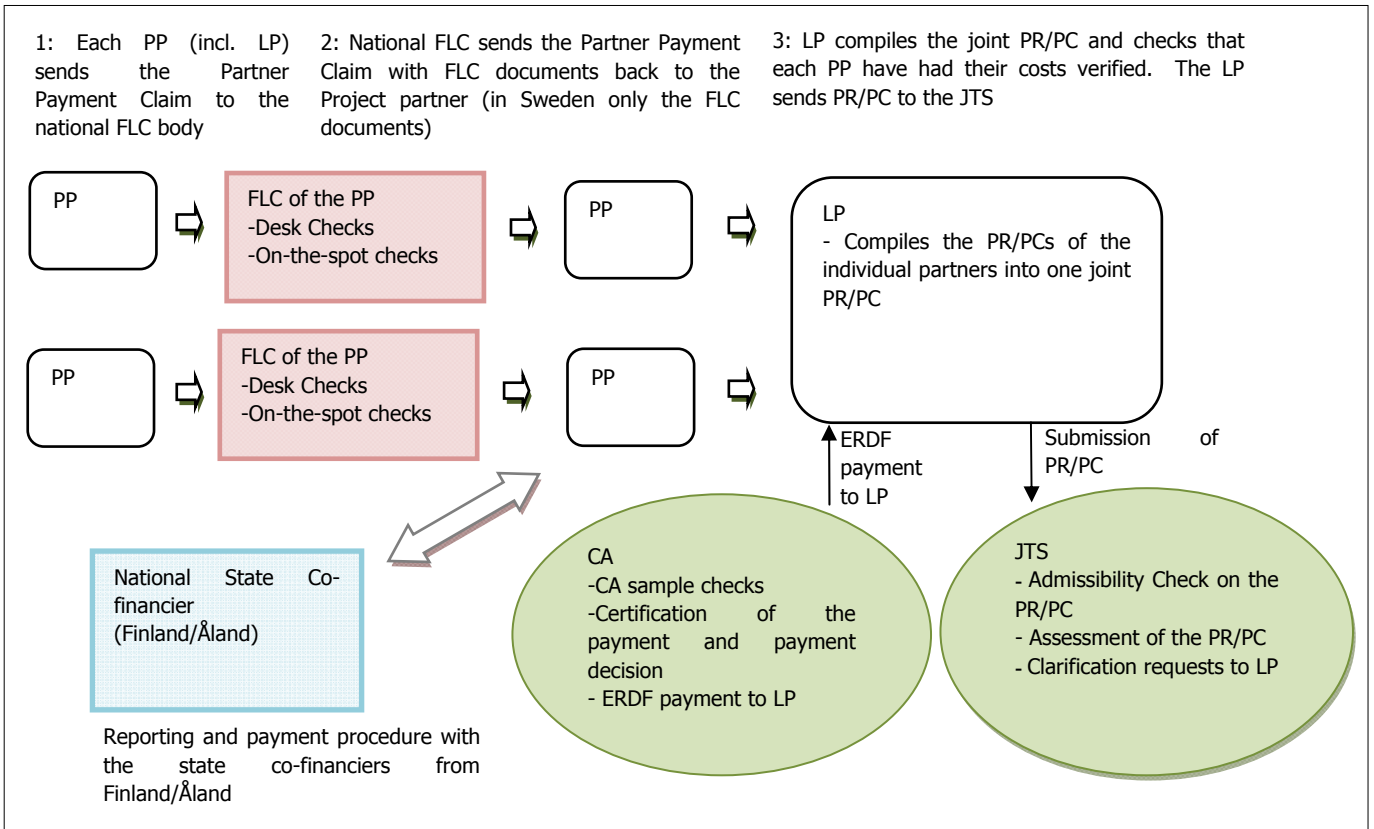 1: Each PP (incl. LP)
sends the Partner
Payment Claim to the
national FLC body
2: National FLC sends the Partner Payment
Claim with FLC documents back to the
Project partner (in Sweden only the FLC
documents)
3: LP compiles the joint PR/PC and checks that
each PP have had their costs verified. The LP
sends PR/PC to the JTS
PP
FLC of the PP
-Desk Checks
-On-the-spot checks
PP
LP
- Compiles the PR/PCs of the
individual partners into one joint
PR/PC
PP
FLC of the PP
-Desk Checks
-On-the-spot checks
PP
ERDF
payment
to LP
Submission of
PR/PC
National State Co-
financier
(Finland/Åland)
CA
-CA sample checks
-Certification of the
payment and payment
decision
- ERDF payment to LP
JTS
- Admissibility Check on the
PR/PC
- Assessment of the PR/PC
- Clarification requests to LP
Reporting and payment procedure with
the state co-financiers from
Finland/Åland